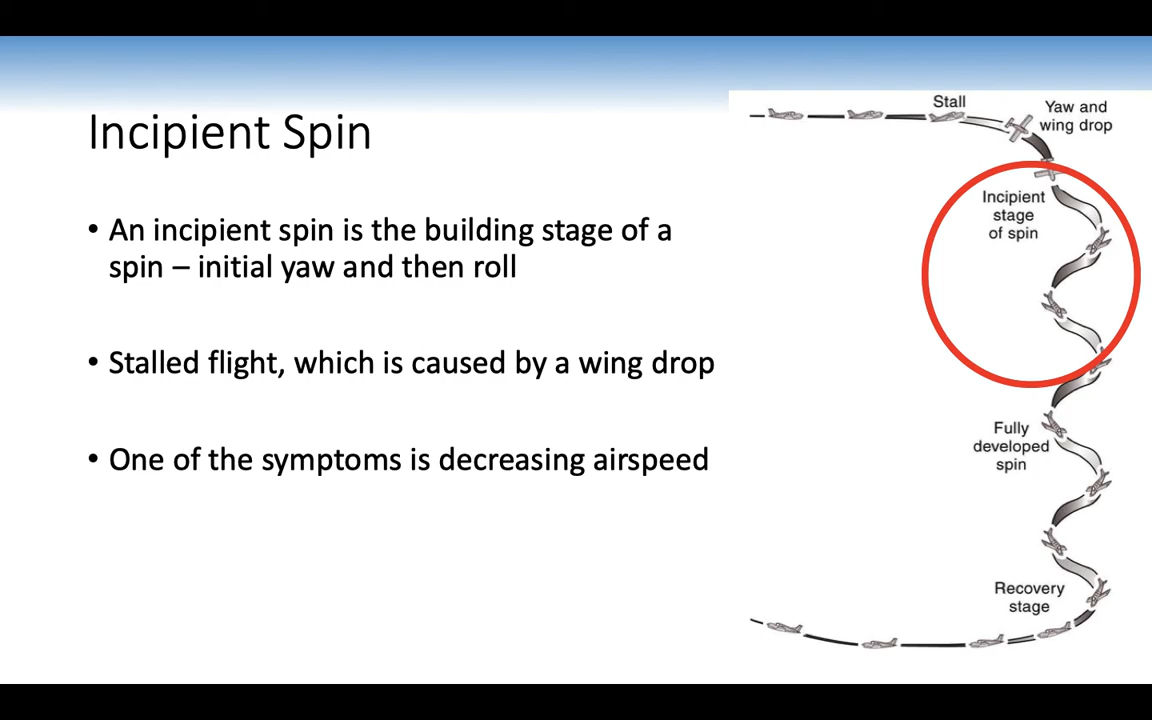 Incipient Spin
• An incipient spin is the building stage of a
spin – initial yaw and then roll
• Stalled flight, which is caused by a wing drop
• One of the symptoms is decreasing airspeed
Stall
Yaw and
wing drop
Incipient
stage
of spin
Fully
developed
spin
Recovery
stage